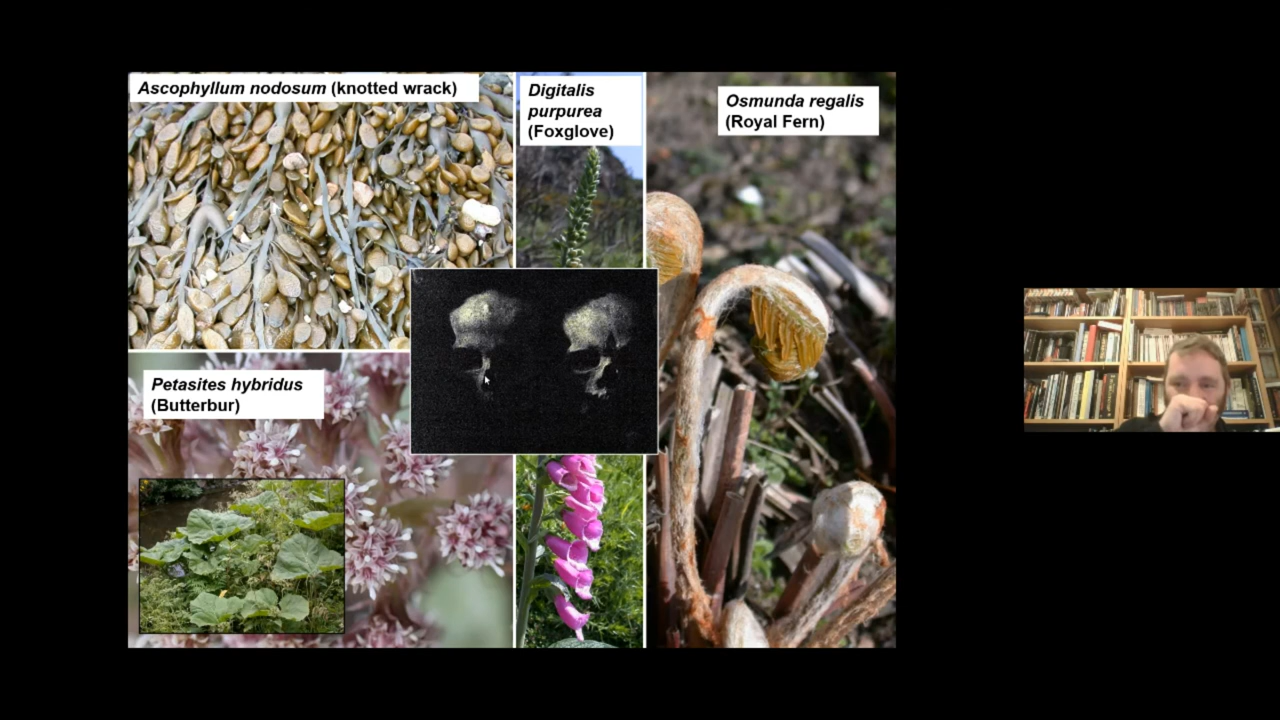 Ascophyllum nodosum (knotted wrack)
Digitalis
purpurea
(Foxglove)
Osmunda regalis
(Royal Fern)
Petasites hybridus
(Butterbur)